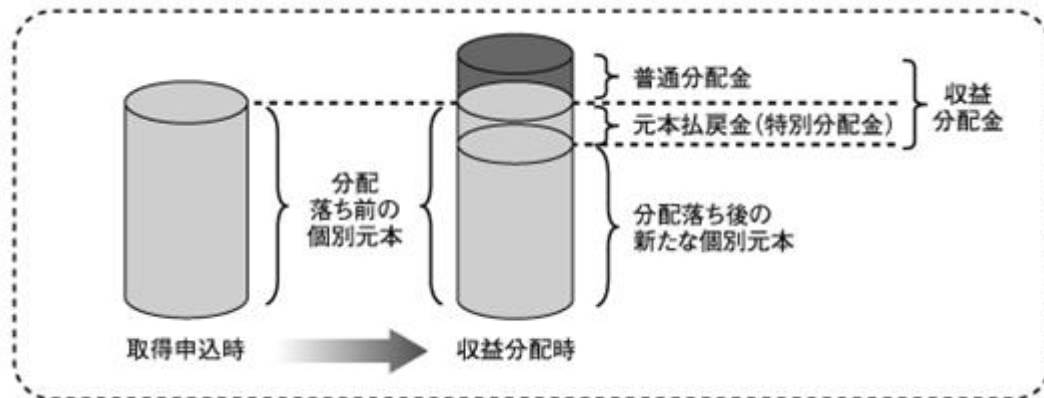 普通分配金
元本払戻金(特別分配金)
収益
分配金
分配
落ち前の
個別元本
分配落ち後の
新たな個別元本
取得申込時
収益分配時